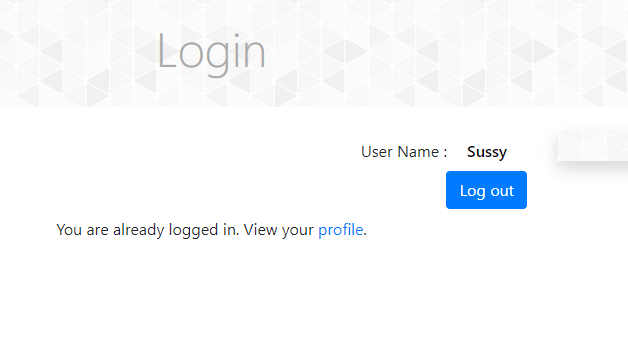 Login
User Name : Sussy
Log out
You are already logged in. View your profile.